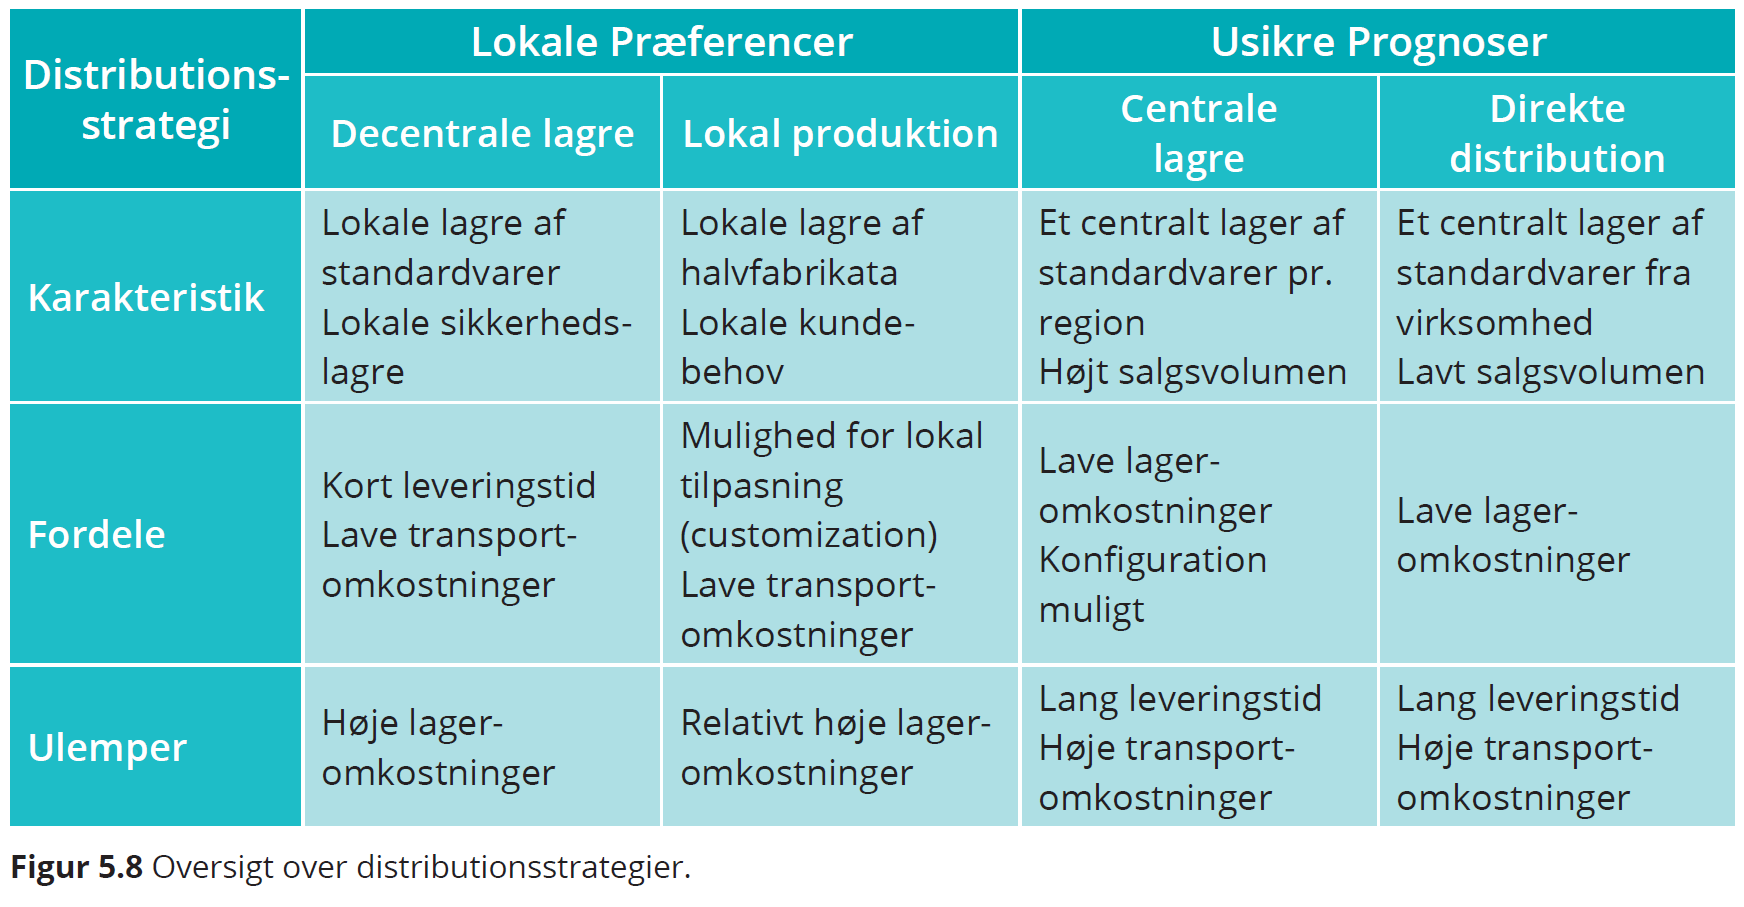 Distributions-
strategi
Lokale Præferencer
Usikre Prognoser
Decentrale lagre
Lokal produktion
Centrale
lagre
Direkte
distribution
Karakteristik
Lokale lagre af
standardvarer
Lokale sikkerheds-
lagre
Lokale lagre af
halvfabrikata
Lokale kunde-
behov
Et centralt lager af
standardvarer pr.
region
Højt salgsvolumen
Et centralt lager af
standardvarer fra
virksomhed
Lavt salgsvolumen
Fordele
Kort leveringstid
Lave transport-
omkostninger
Mulighed for lokal
tilpasning
(customization)
Lave transport-
omkostninger
Lave lager-
omkostninger
Konfiguration
muligt
Lave lager-
omkostninger
Ulemper
Høje lager-
omkostninger
Relativt høje lager-
omkostninger
Lang leveringstid
Høje transport-
omkostninger
Lang leveringstid
Høje transport-
omkostninger
Figur 5.8 Oversigt over distributionsstrategier.